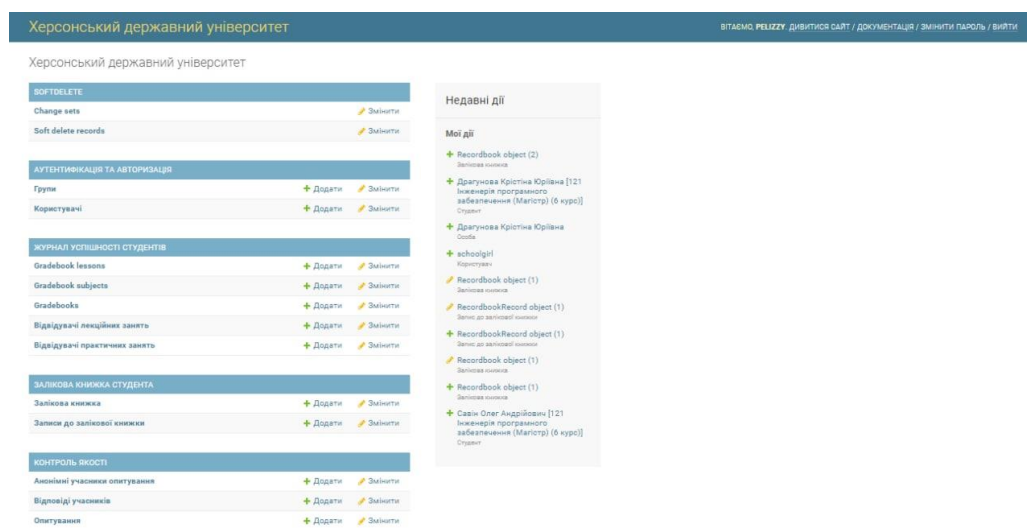 Херсонський державний університет
ВІТАЄМО, PELIZZY. ДИВИТИСЯ САЙТ / ДОКУМЕНТАЦІЯ / ЗМІНИТИ ПАРОЛЬ / ВИЙТИ
Херсонський державний університет
SOFTDELETE
Change sets Змінити
Soft delete records Змінити
АУТЕНТИФІКАЦІЯ ТА АВТОРИЗАЦІЯ
Групи Додати Змінити
Користувачі Додати Змінити
ЖУРНАЛ УСПІШНОСТІ СТУДЕНТІВ
Gradebook lessons Додати Змінити
Gradebook subjects Додати Змінити
Gradebooks Додати Змінити
Відвідувачі лекційних занять Додати Змінити
Відвідувачі практичних занять Додати Змінити
ЗАЛІКОВА КНИЖКА СТУДЕНТА
Залікова книжка Додати Змінити
Записи до залікової книжки Додати Змінити
КОНТРОЛЬ ЯКОСТІ
Анонімні учасники опитування Додати Змінити
Відповіді учасників Додати Змінити
Опитування Додати Змінити
Недавні дії
Мої дії
Recordbook object (2)
Залікова книжка
Драгунова Крістіна Юріївна [121
Інженерія програмного
забезпечення (Магістр) (6 курс)]
Студент
Драгунова Крістіна Юріївна
Особа
schoolgirl
Користувач
Recordbook object (1)
Залікова книжка
RecordbookRecord object (1)
Запис до залікової книжки
RecordbookRecord object (1)
Запис до залікової книжки
Recordbook object (1)
Залікова книжка
Recordbook object (1)
Залікова книжка
Савін Олег Андрійович [121
Інженерія програмного
забезпечення (Магістр) (6 курс)]
Студент